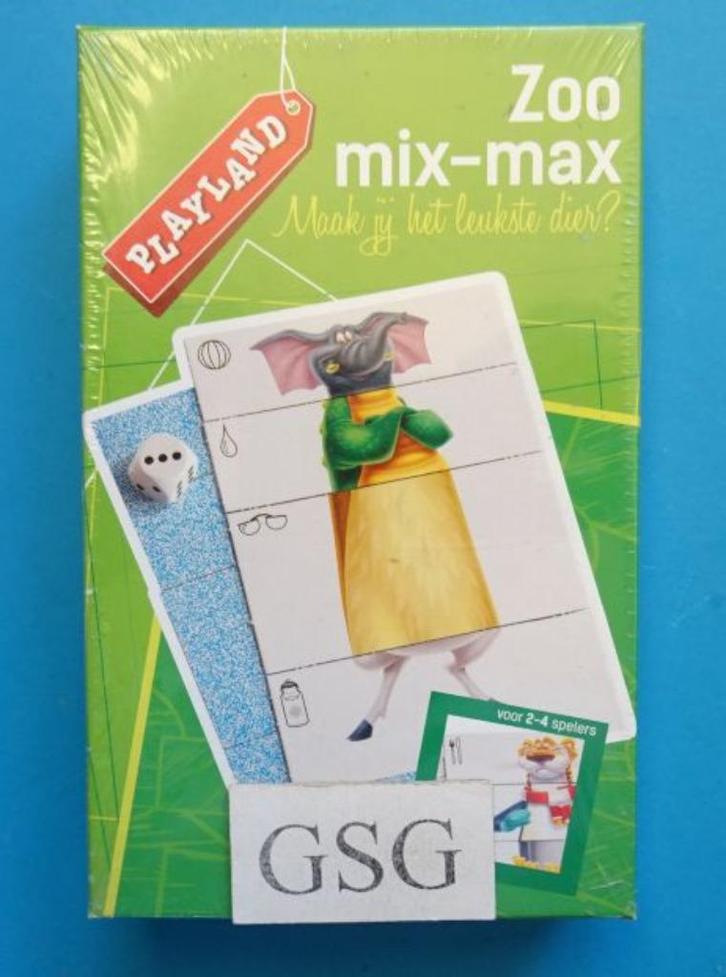 Zoo
mix-max
Maak jij het leukste dier?
PLAYLAND
voor 2-4 spelers
GSG